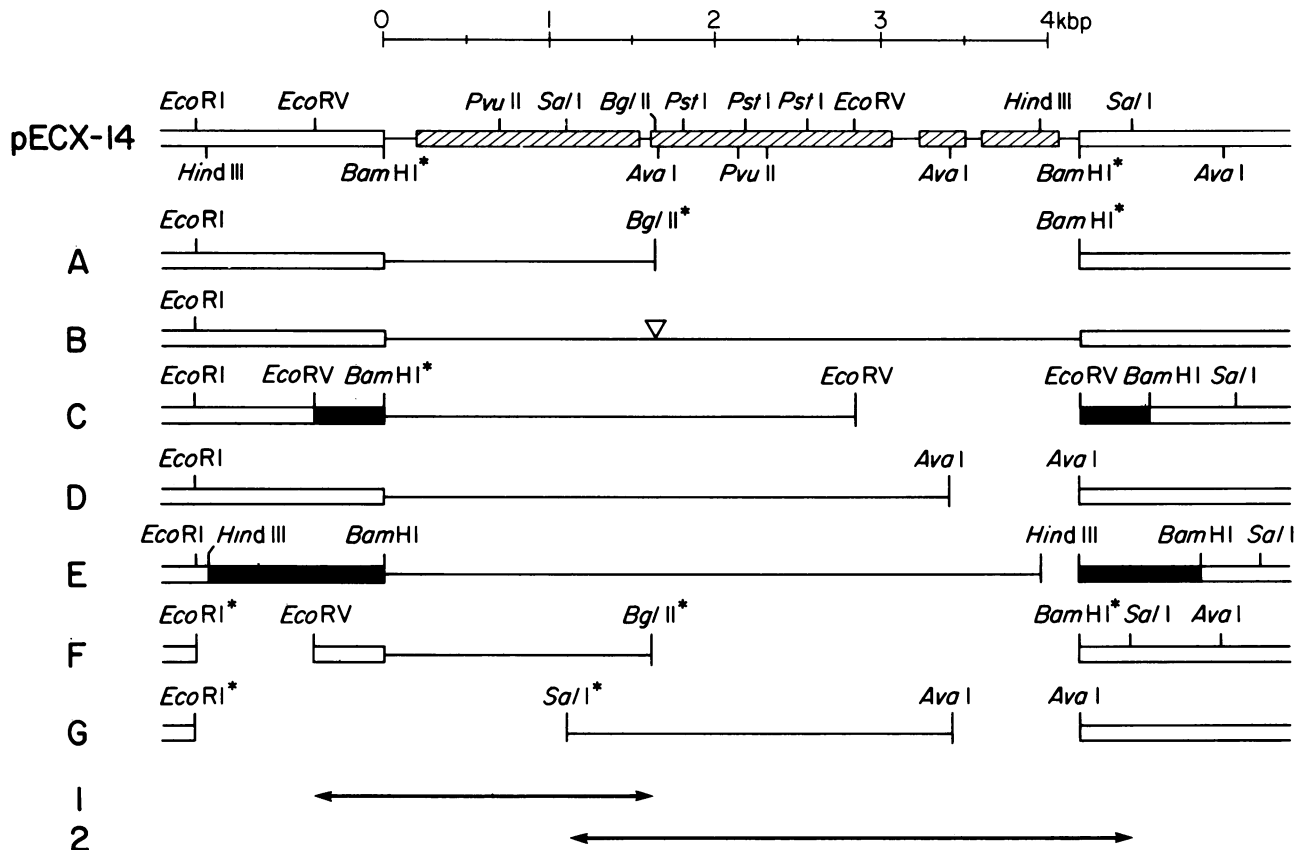 0 1 2 3 4 kbp
EcoRI EcoRV PvuII SalI BglII PstI PstI PstI EcoRV HindIII SalI
pECX-14
HindIII BamHI* AvaI PvuII AvaI BamHI* AvaI
EcoRI BglII* BamHI*
A
EcoRI
B
EcoRI EcoRV BamHI* EcoRV EcoRV BamHI SalI
C
EcoRI AvaI AvaI
D
EcoRI HindIII BamHI HindIII BamHI SalI
E
EcoRI* EcoRV BglII* BamHI* SalI AvaI
F
EcoRI* SalI* AvaI AvaI
G
1
2